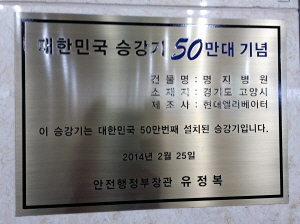 대한민국 승강기 50만대 기념
건물명 : 명지병원
소재지 : 경기도 고양시
제조사 : 현대엘리베이터
이 승강기는 대한민국 50만번째 설치된 승강기입니다.
2014년 2월 25일
안전행정부장관 유정복